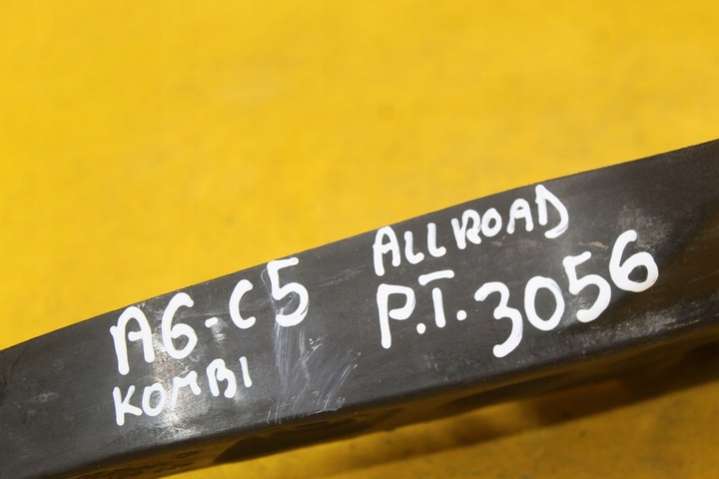 A6-C5
KOMBI
ALLROAD
P.T. 3056